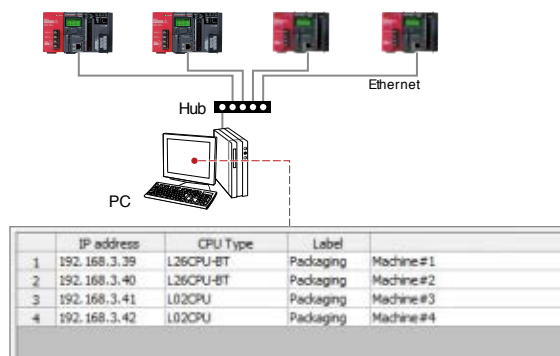 Ethernet
Hub
PC
IP address CPU Type Label
1 192.168.3.39 L26CPU-BT Packaging Machine#1
2 192.168.3.40 L26CPU-BT Packaging Machine#2
3 192.168.3.41 L02CPU Packaging Machine#3
4 192.168.3.42 L02CPU Packaging Machine#4